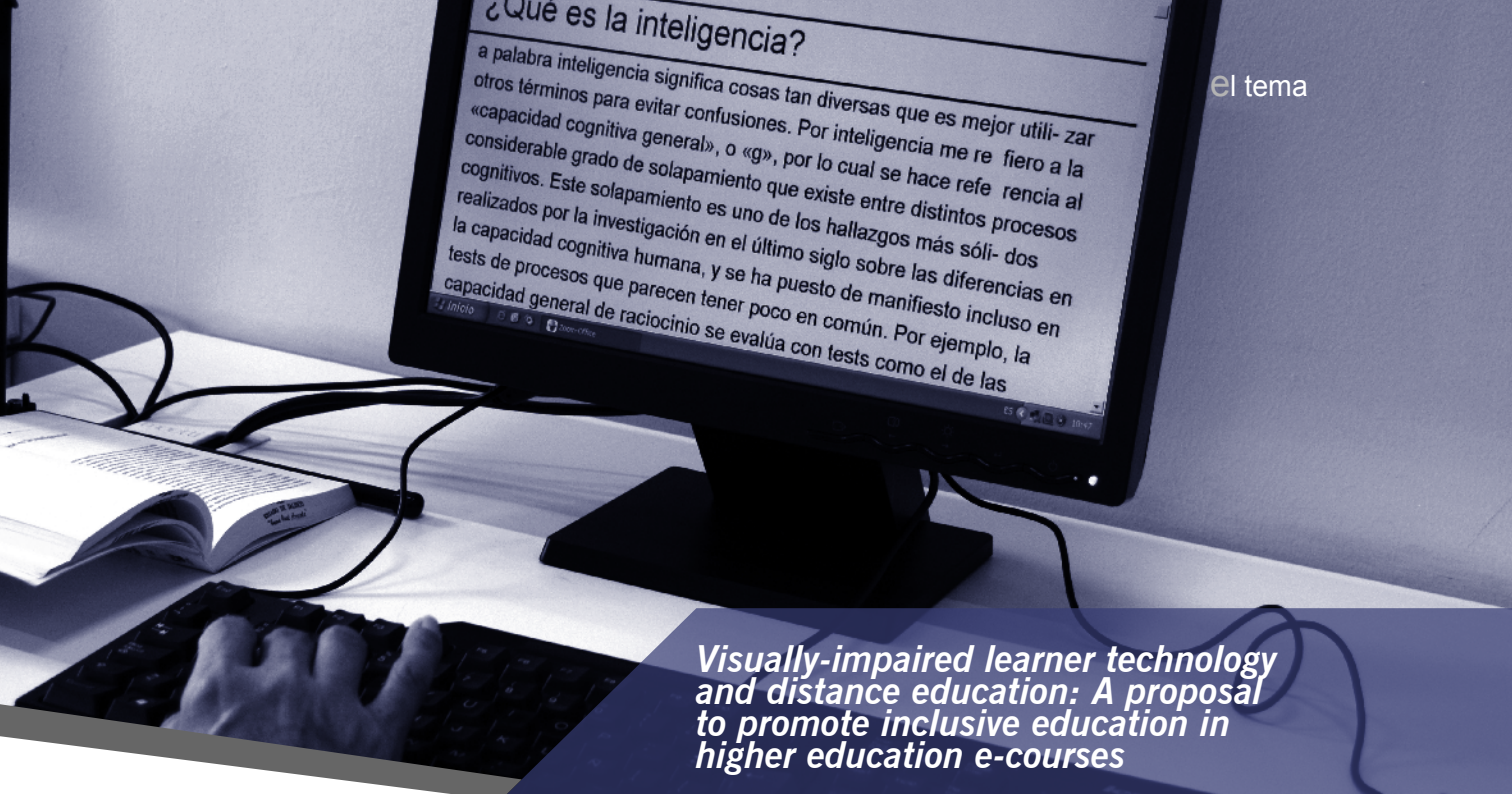 ¿Qué es la inteligencia?
a palabra inteligencia significa cosas tan diversas que es mejor utili- zar
otros términos para evitar confusiones. Por inteligencia me re fiero a la
«capacidad cognitiva general», o «g», por lo cual se hace refe rencia al
considerable grado de solapamiento que existe entre distintos procesos
cognitivos. Este solapamiento es uno de los hallazgos más sóli- dos
realizados por la investigación en el último siglo sobre las diferencias en
la capacidad cognitiva humana, y se ha puesto de manifiesto incluso en
tests de procesos que parecen tener poco en común. Por ejemplo, la
capacidad general de raciocinio se evalúa con tests como el de las
Inicio
ES
10:47
el tema
Visually-impaired learner technology
and distance education: A proposal
to promote inclusive education in
higher education e-courses